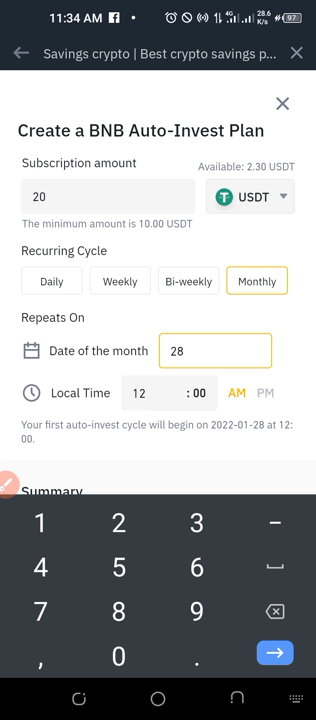 11:34 AM
4G
28.6
K/s
97
Savings crypto | Best crypto savings p...
Create a BNB Auto-Invest Plan
Subscription amount
Available: 2.30 USDT
20
USDT
The minimum amount is 10.00 USDT
Recurring Cycle
Daily
Weekly
Bi-weekly
Monthly
Repeats On
Date of the month
28
Local Time
12
: 00
AM
PM
Your first auto-invest cycle will begin on 2022-01-28 at 12:
00.
Summary
1 2 3 -
4 5 6
7 8 9
, 0 .